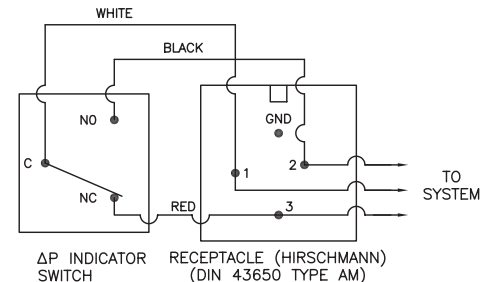 WHITE
BLACK
NO
GND
C
1
2
TO
SYSTEM
NC
RED
3
ΔP INDICATOR
SWITCH
RECEPTACLE (HIRSCHMANN)
(DIN 43650 TYPE AM)